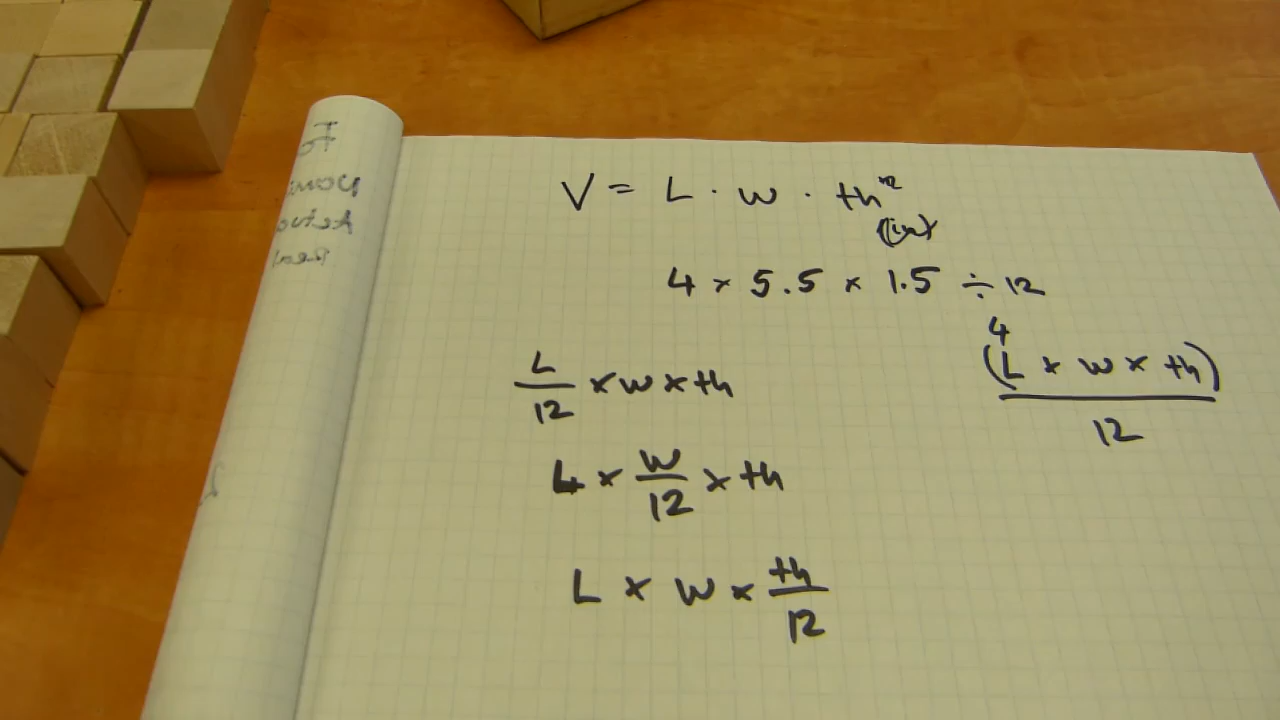 V = L · w · th
4 × 5.5 × 1.5 ÷ 12
4
(L × w × th)
12
L
12 × w × th
L × w/12 × th
L × w × th/12